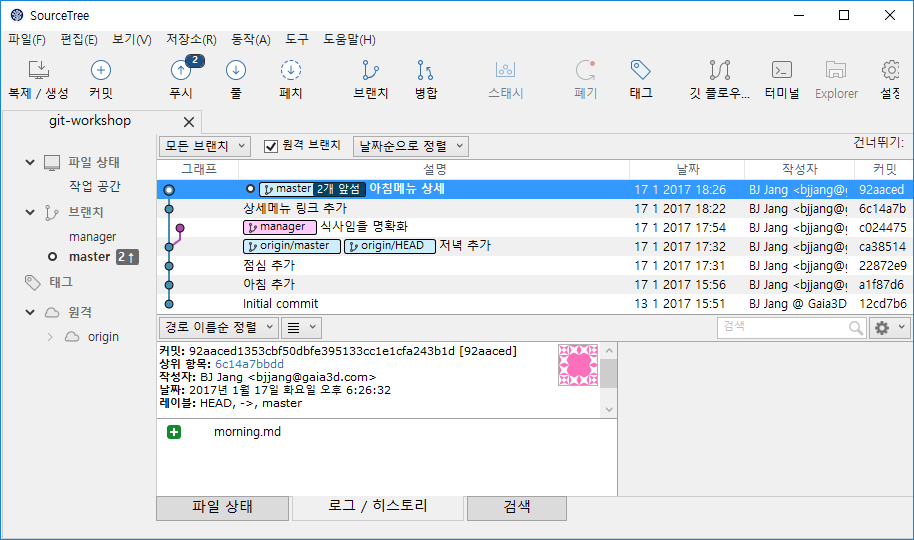 SourceTree
파일(F) 편집(E) 보기(V) 저장소(R) 동작(A) 도구 도움말(H)
2
복제 / 생성 커밋 푸시 풀 페치 브랜치 병합 스태시 폐기 태그 깃 플로우... 터미널 Explorer 설정
git-workshop
모든 브랜치 원격 브랜치 날짜순으로 정렬 건너뛰기:
파일 상태
작업 공간
브랜치
manager
master 2↑
태그
원격
origin
그래프 설명 날짜 작성자 커밋
master 2개 앞섬 아침메뉴 상세 17 1 2017 18:26 BJ Jang <bjjang@g 92aaced
상세메뉴 링크 추가 17 1 2017 18:22 BJ Jang <bjjang@g 6c14a7b
manager 식사임을 명확화 17 1 2017 17:54 BJ Jang <bjjang@g c024475
origin/master origin/HEAD 저녁 추가 17 1 2017 17:32 BJ Jang <bjjang@g ca38514
점심 추가 17 1 2017 17:31 BJ Jang <bjjang@g 22872e9
아침 추가 17 1 2017 15:56 BJ Jang <bjjang@g a1f87d6
Initial commit 13 1 2017 15:51 BJ Jang @ Gaia3D 12cd7b6
경로 이름순 정렬 검색
커밋: 92aaced1353cbf50dbfe395133cc1e1cfa243b1d [92aaced]
상위 항목: 6c14a7bbdd
작성자: BJ Jang <bjjang@gaia3d.com>
날짜: 2017년 1월 17일 화요일 오후 6:26:32
레이블: HEAD, ->, master
morning.md
파일 상태 로그 / 히스토리 검색